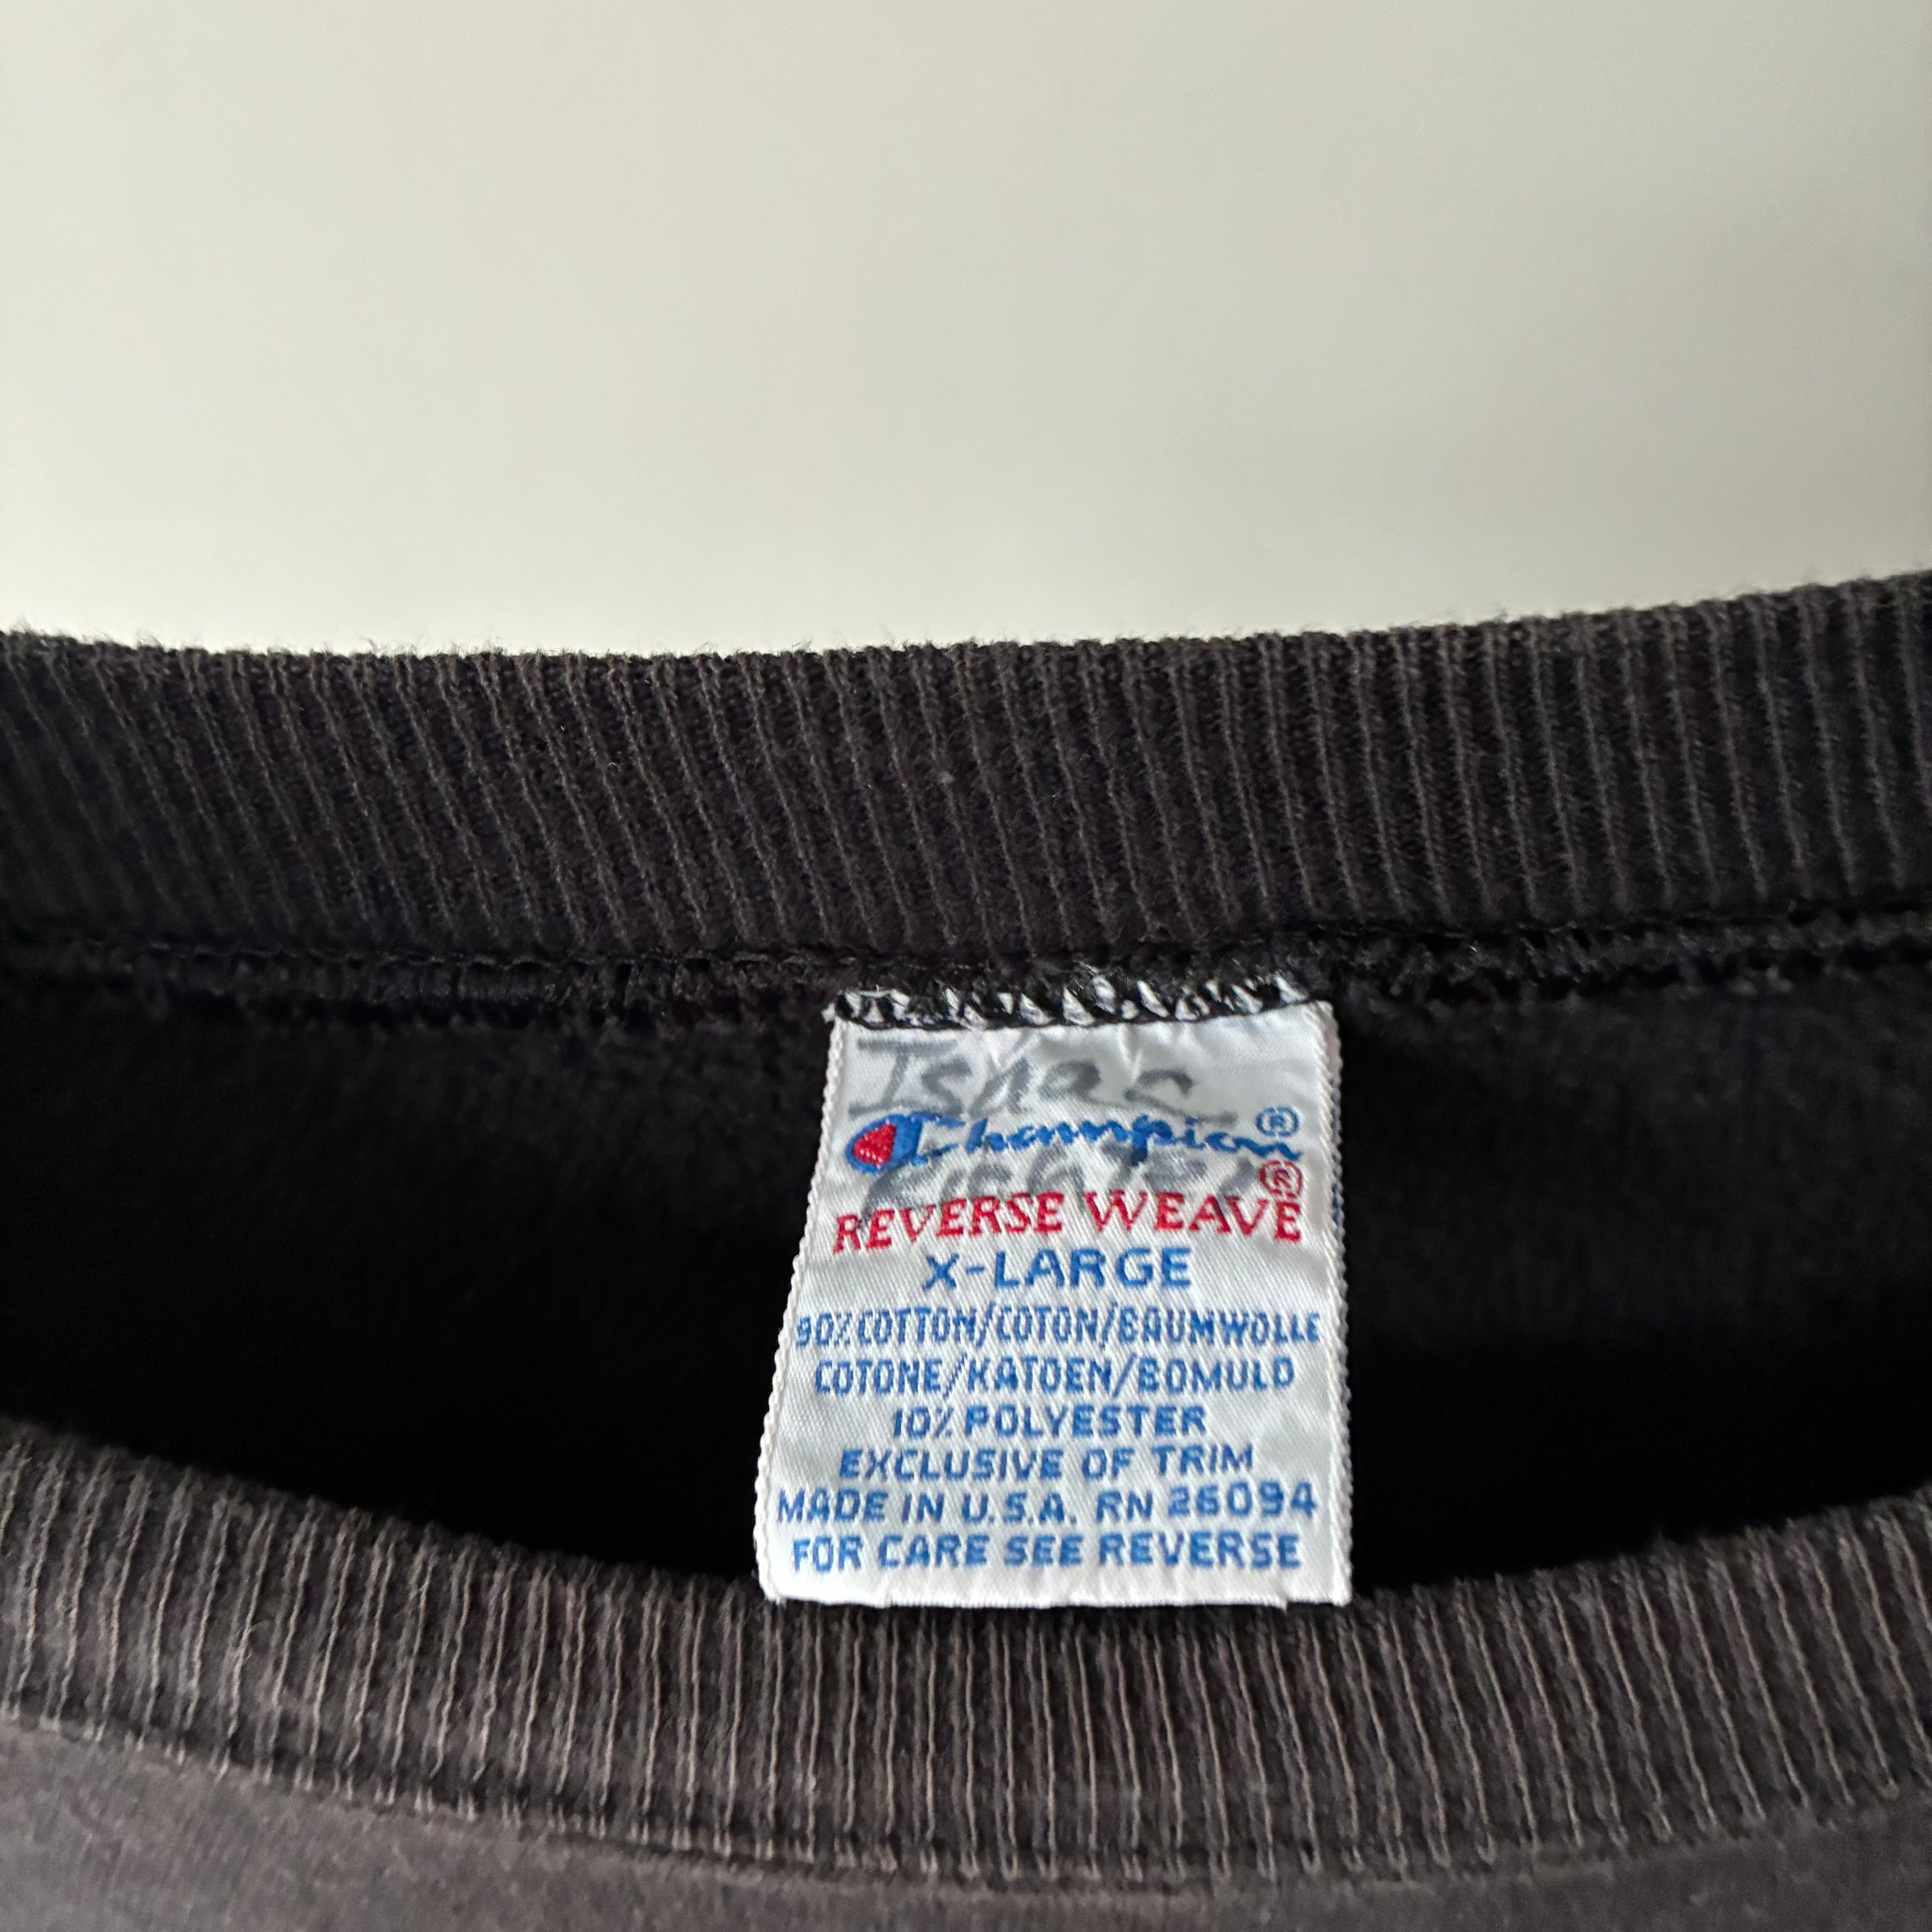 Isaac
Champion®
REVERSE WEAVE®
X-LARGE
90% COTTON/COTON/BAUMWOLLE
COTONE/KATOEN/BOMULD
10% POLYESTER
EXCLUSIVE OF TRIM
MADE IN U.S.A. RN 26094
FOR CARE SEE REVERSE